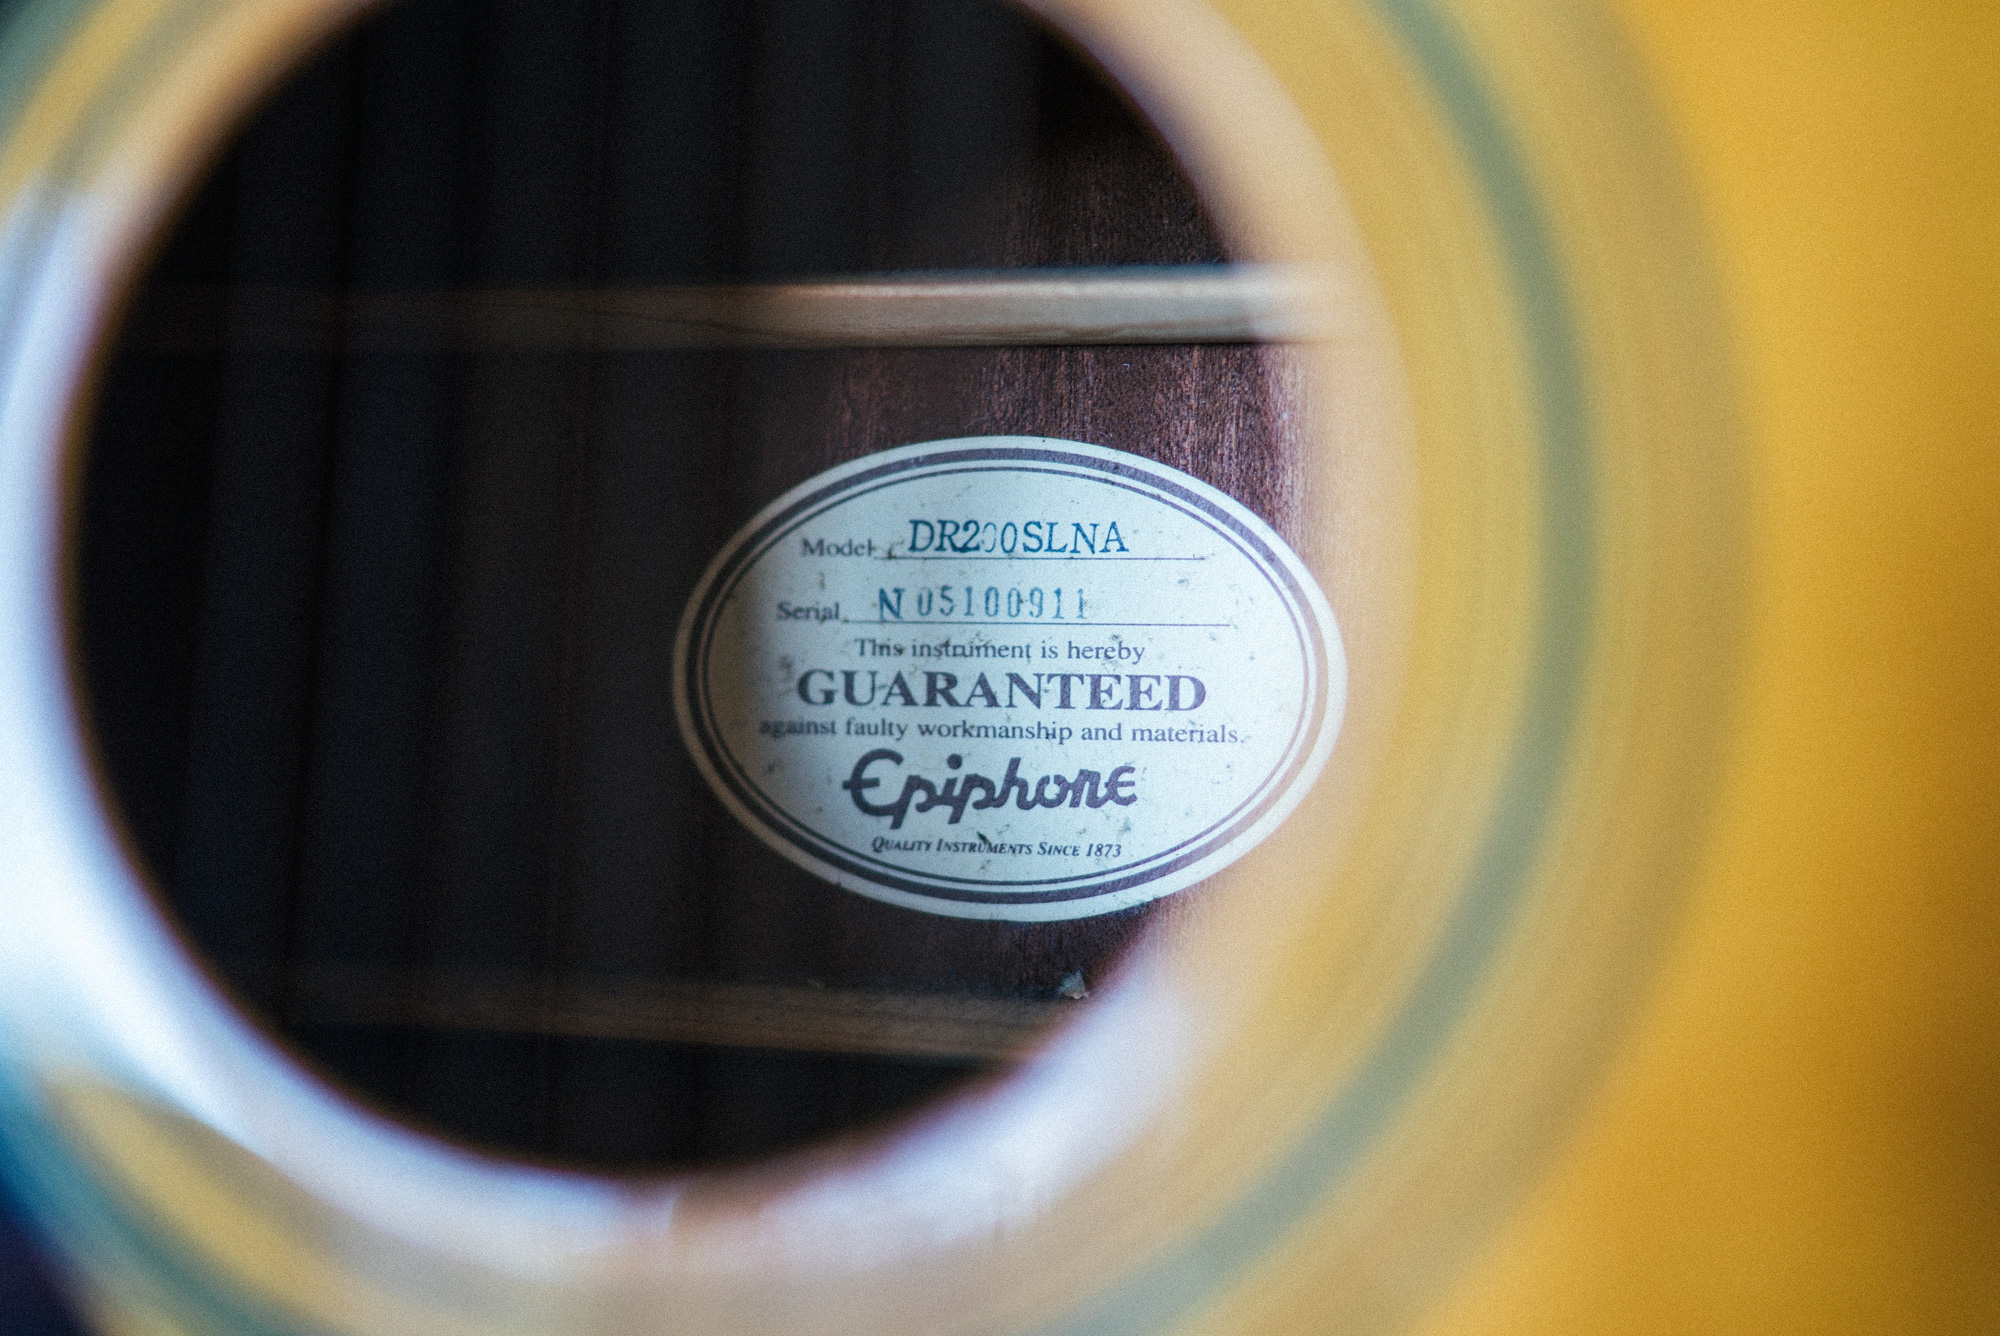 Model DR200SLNA
Serial N05100911
This instrument is hereby
GUARANTEED
against faulty workmanship and materials.
Epiphone
QUALITY INSTRUMENTS SINCE 1873